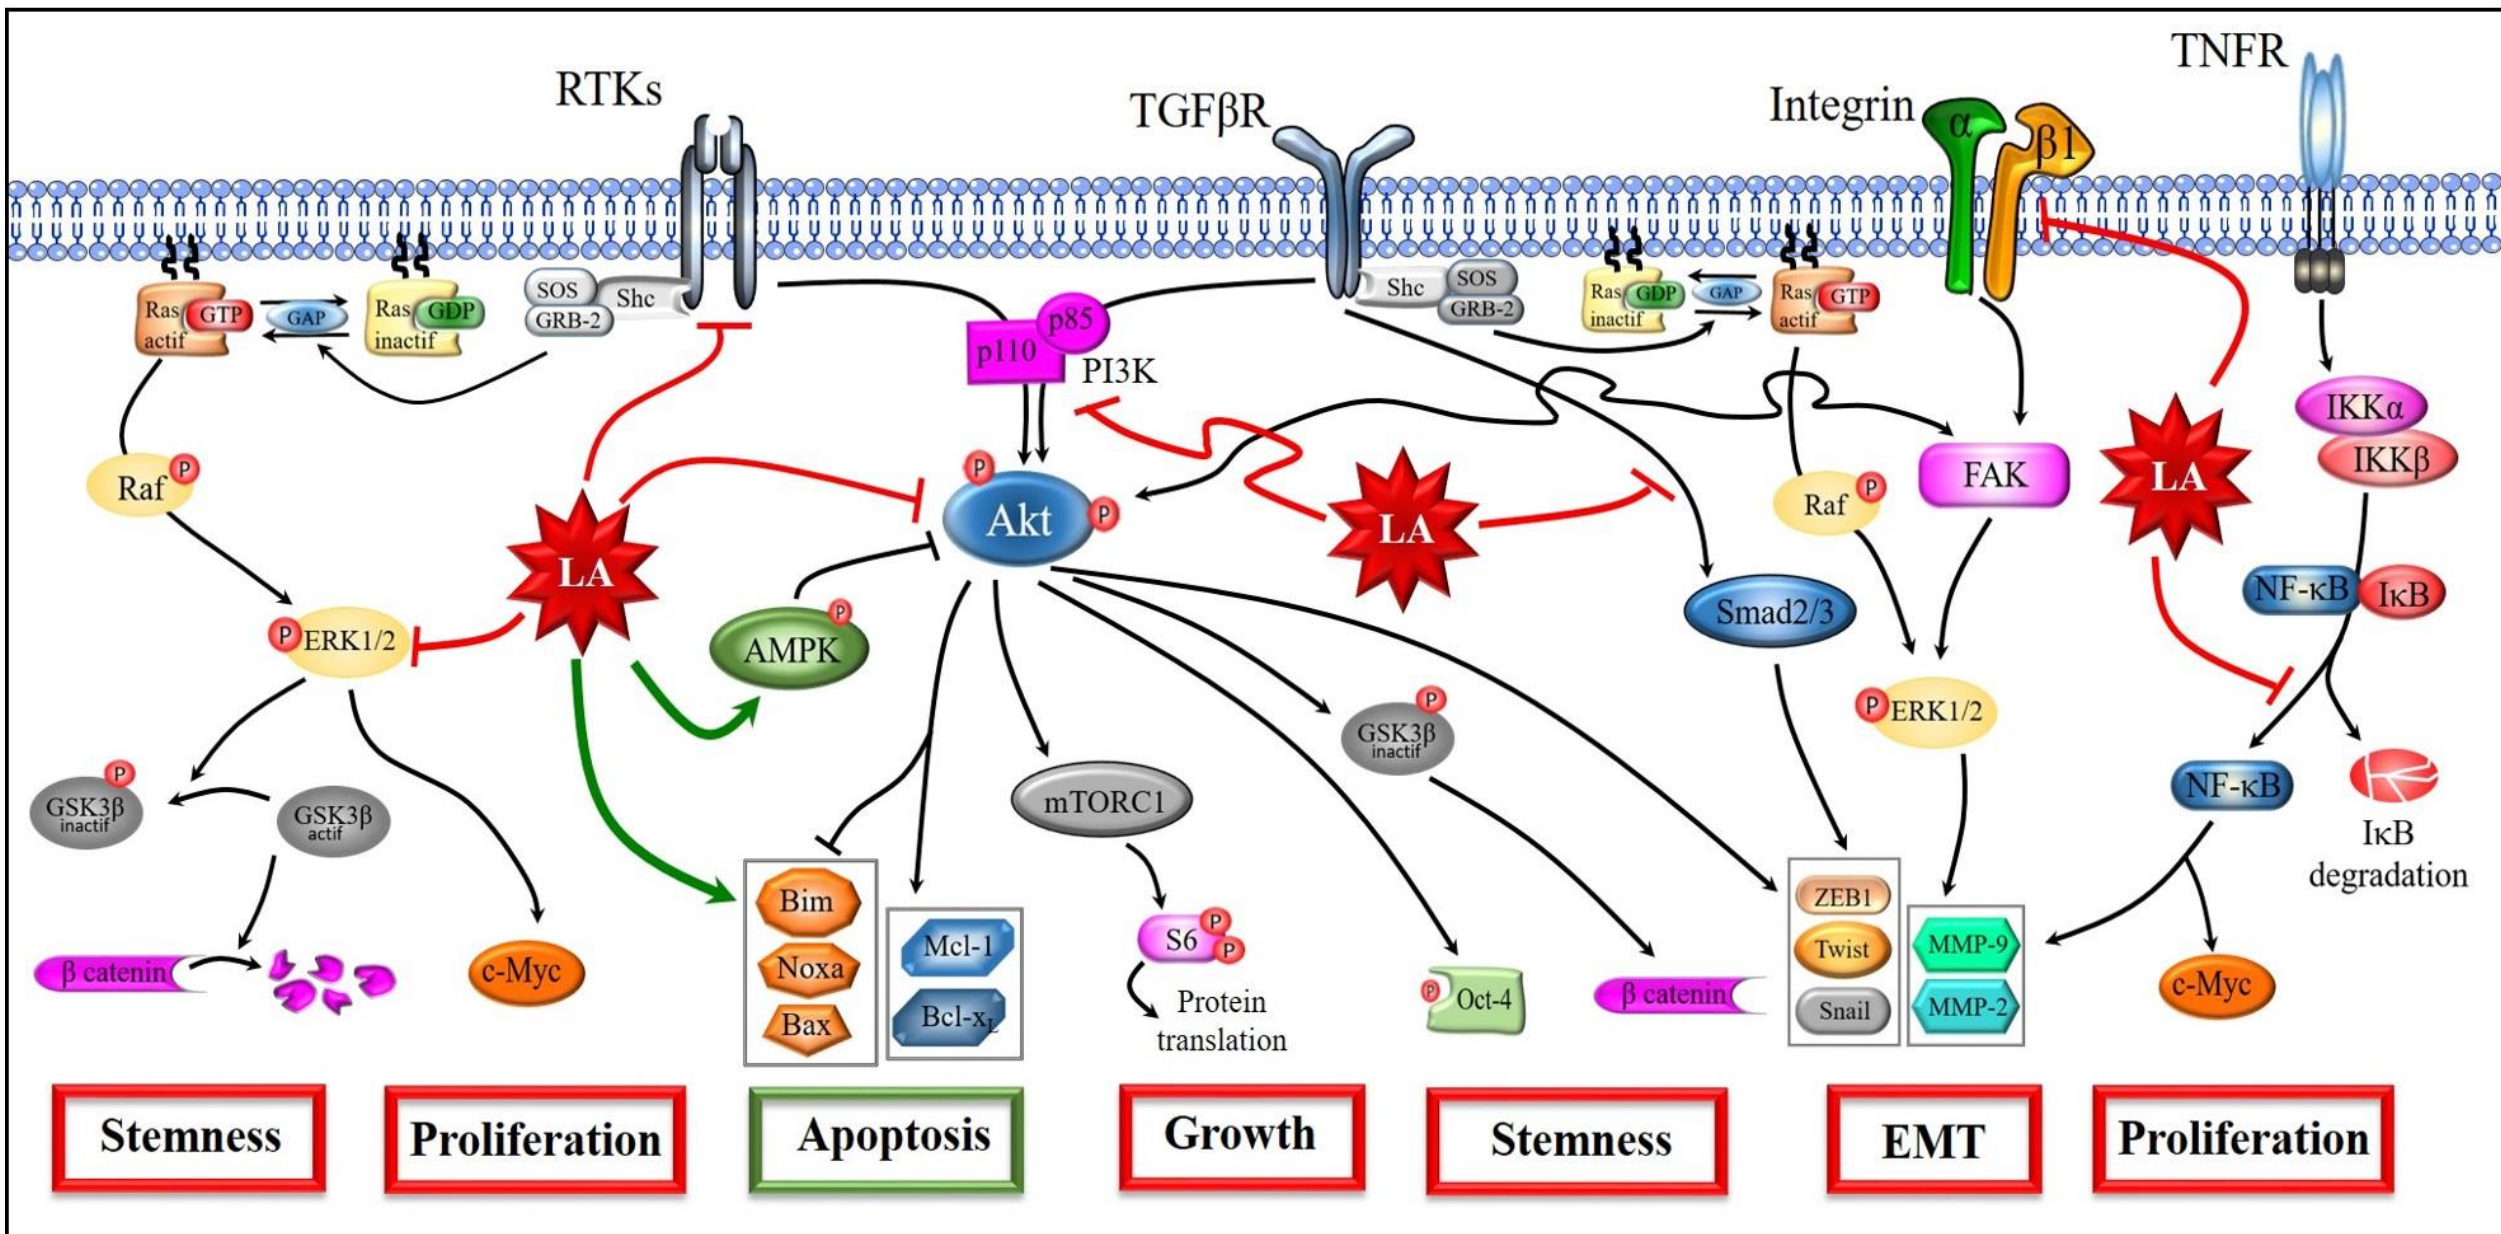 RTKs
TGFβR
Integrin
TNFR
α
β1
Ras
GTP
actif
GAP
Ras
GDP
inactif
SOS
GRB-2
Shc
p85
p110
PI3K
Shc
SOS
GRB-2
Ras
GDP
inactif
GAP
Ras
GTP
actif
IKKα
IKKβ
Raf
P
P
Akt
P
LA
LA
Raf
P
FAK
LA
NF-κB
IκB
P
ERK1/2
AMPK
P
Smad2/3
P
GSK3β
inactif
P
ERK1/2
NF-κB
IκB
degradation
P
GSK3β
inactif
GSK3β
actif
mTORC1
β catenin
c-Myc
Bim
Noxa
Bax
Mcl-1
Bcl-xL
S6
P
P
Protein
translation
P
Oct-4
β catenin
ZEB1
Twist
Snail
MMP-9
MMP-2
c-Myc
Stemness
Proliferation
Apoptosis
Growth
Stemness
EMT
Proliferation